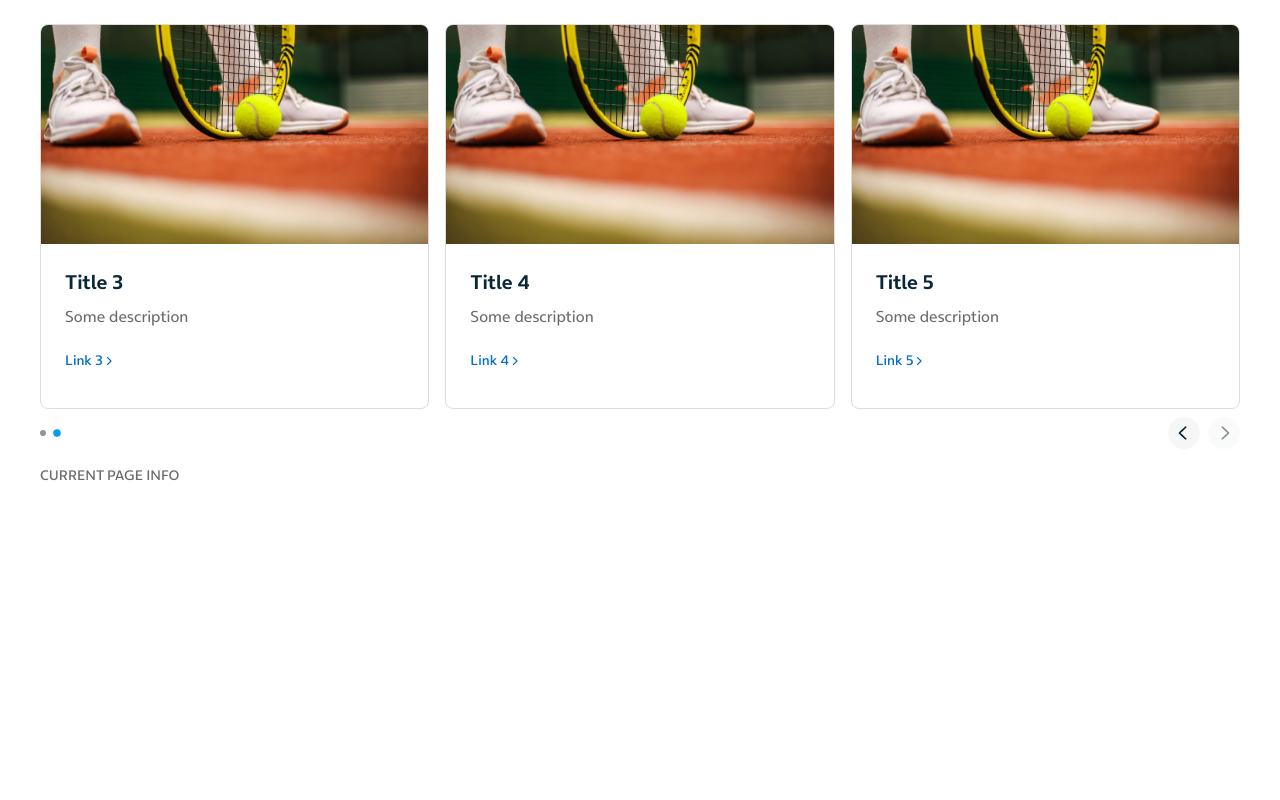 Title 3
Some description
Link 3
Title 4
Some description
Link 4
Title 5
Some description
Link 5
CURRENT PAGE INFO